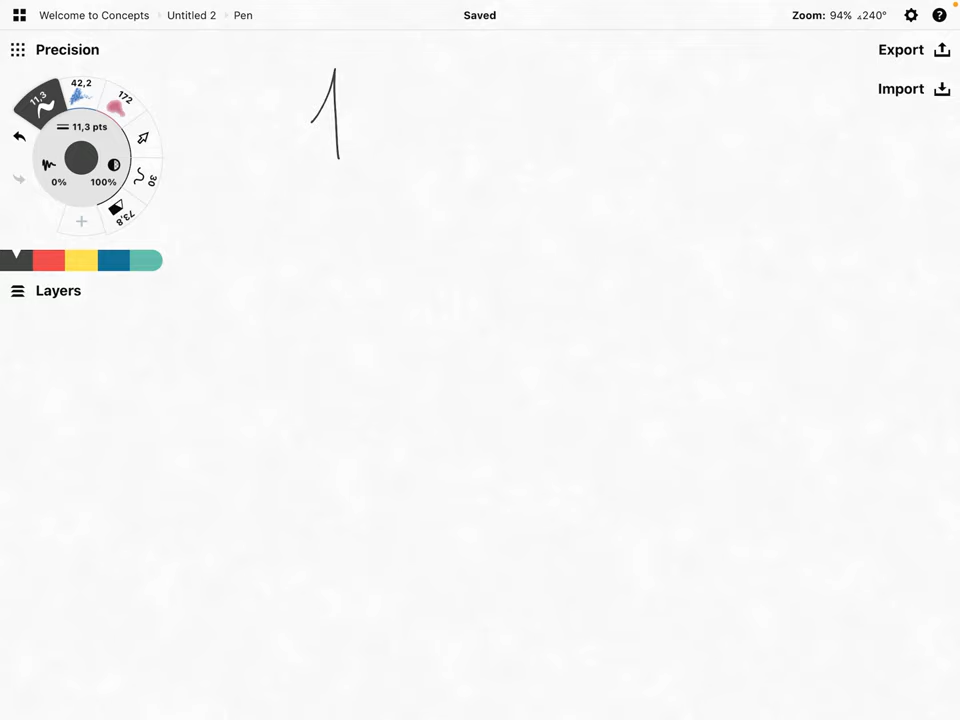 Welcome to Concepts > Untitled 2 > Pen
Saved
Zoom: 94% ⊿240°
Precision
Export
Import
11,3
42,2
172
11,3 pts
0%
100%
30
73,8
Layers
1